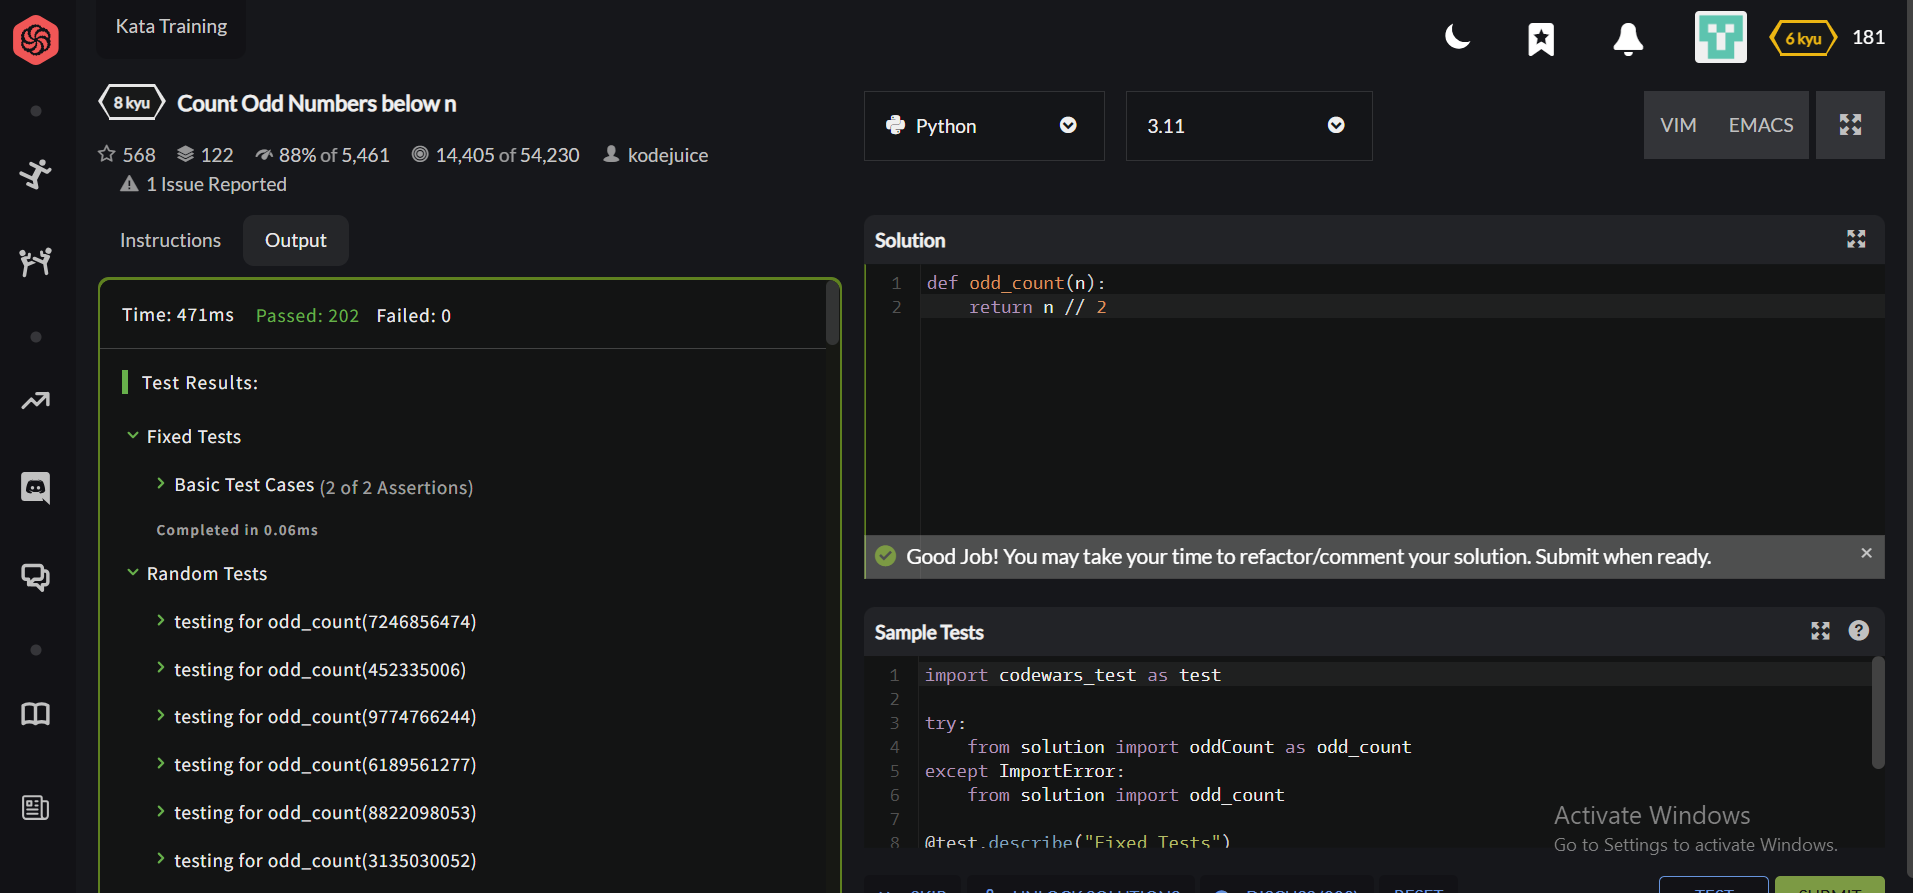 Kata Training
6 kyu 181
8 kyu Count Odd Numbers below n
568 122 88% of 5,461 14,405 of 54,230 kodejuice
1 Issue Reported
Python 3.11 VIM EMACS
Instructions Output
Time: 471ms Passed: 202 Failed: 0
Test Results:
Fixed Tests
Basic Test Cases (2 of 2 Assertions)
Completed in 0.06ms
Random Tests
testing for odd_count(7246856474)
testing for odd_count(452335006)
testing for odd_count(9774766244)
testing for odd_count(6189561277)
testing for odd_count(8822098053)
testing for odd_count(3135030052)
Solution
1 def odd_count(n):
2     return n // 2
Good Job! You may take your time to refactor/comment your solution. Submit when ready.
Sample Tests
1 import codewars_test as test
2
3 try:
4     from solution import oddCount as odd_count
5 except ImportError:
6     from solution import odd_count
7
8 @test.describe("Fixed Tests")
Activate Windows
Go to Settings to activate Windows.
SKIP UNLOCK SOLUTIONS RESET TEST SUBMIT